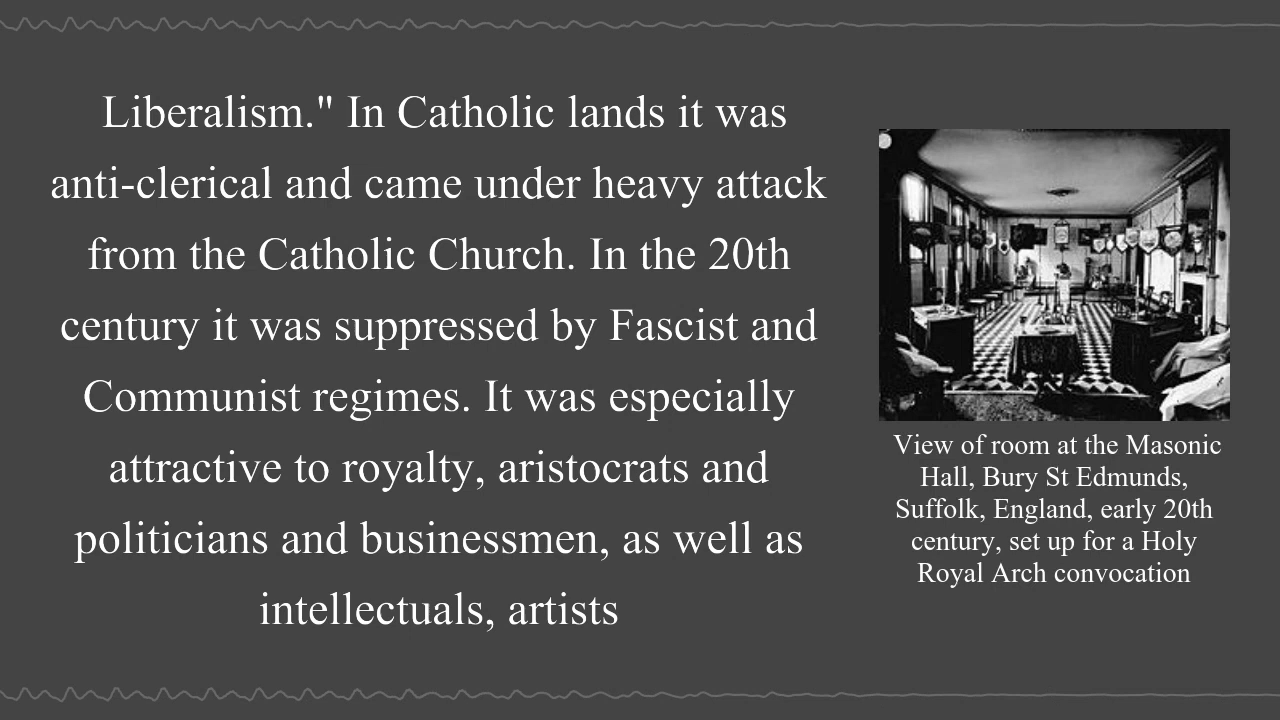 Liberalism." In Catholic lands it was
anti-clerical and came under heavy attack
from the Catholic Church. In the 20th
century it was suppressed by Fascist and
Communist regimes. It was especially
attractive to royalty, aristocrats and
politicians and businessmen, as well as
intellectuals, artists
View of room at the Masonic
Hall, Bury St Edmunds,
Suffolk, England, early 20th
century, set up for a Holy
Royal Arch convocation